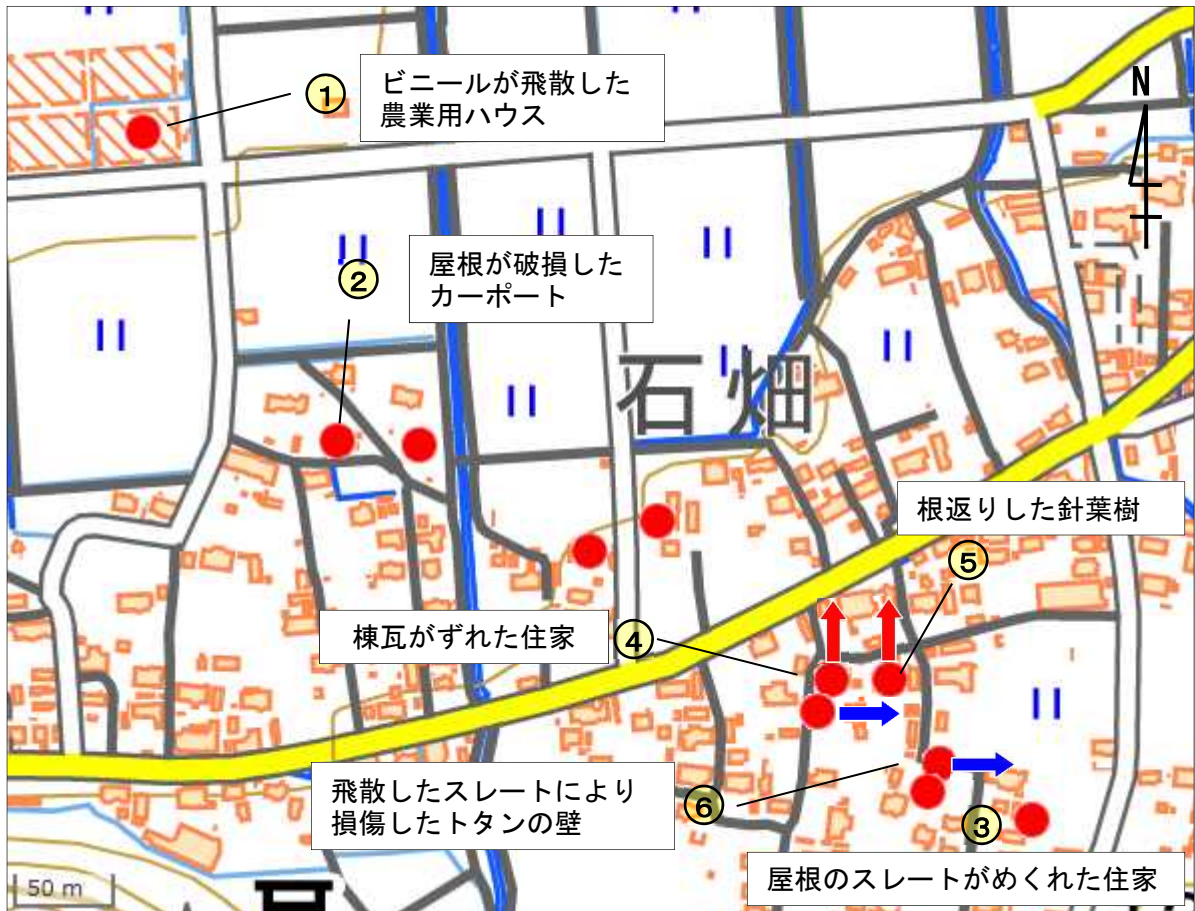 ① ビニールが飛散した
農業用ハウス
N
② 屋根が破損した
カーポート
石畑
根返りした針葉樹
⑤
棟瓦がずれた住家
④
飛散したスレートにより
損傷したトタンの壁
⑥
③
屋根のスレートがめくれた住家
50 m